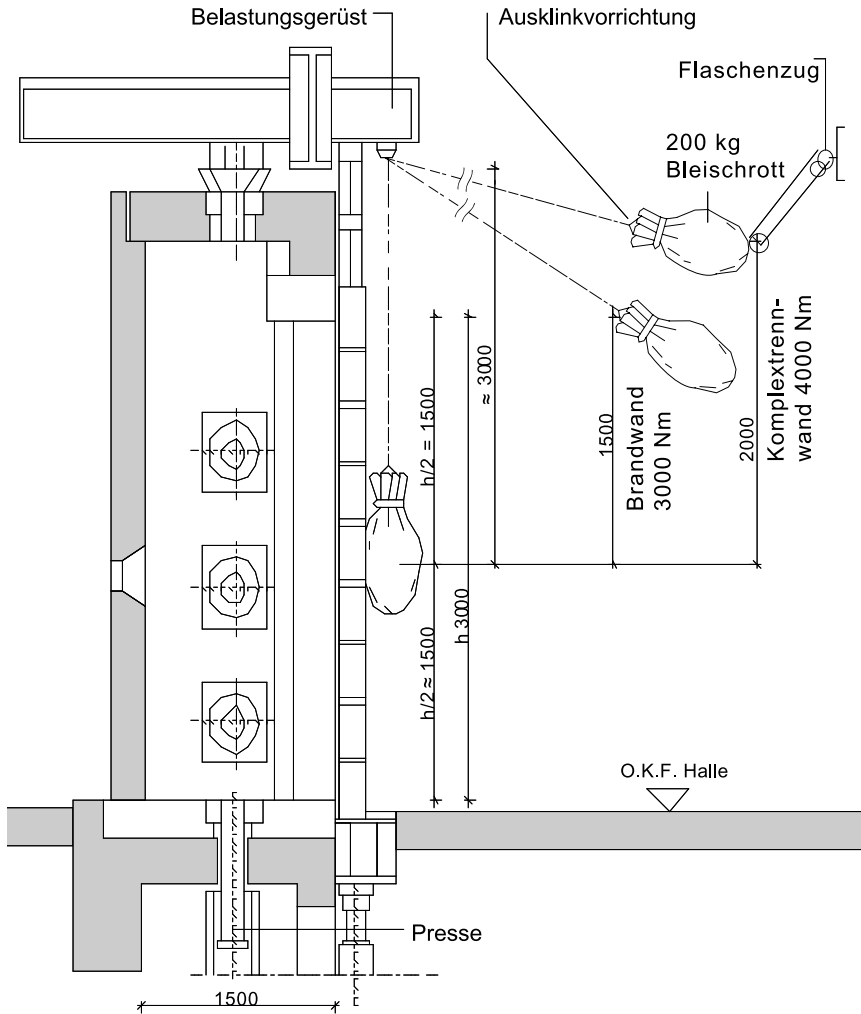 Belastungsgerüst
Ausklinkvorrichtung
Flaschenzug
200 kg
Bleischrott
≈ 3000
h/2 = 1500
h 3000
h/2 ≈ 1500
1500
Brandwand
3000 Nm
2000
Komplextrenn-
wand 4000 Nm
O.K.F. Halle
Presse
1500